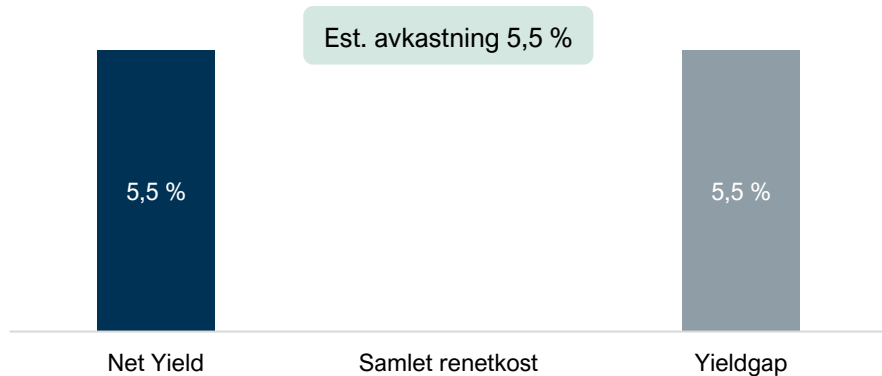 Est. avkastning 5,5 %
5,5 %
5,5 %
Net Yield
Samlet renetkost
Yieldgap